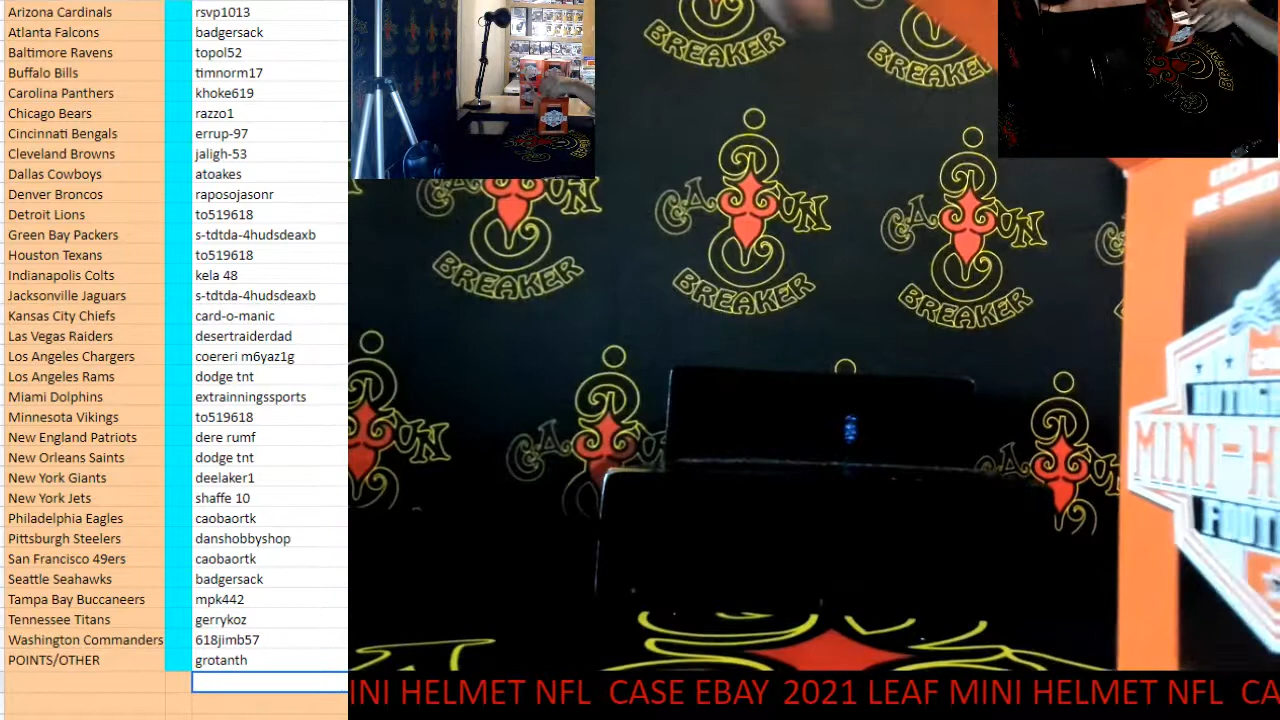 Arizona Cardinals rsvp1013
Atlanta Falcons badgersack
Baltimore Ravens topol52
Buffalo Bills timnorm17
Carolina Panthers khoke619
Chicago Bears razzo1
Cincinnati Bengals errup-97
Cleveland Browns jaligh-53
Dallas Cowboys atoakes
Denver Broncos raposojasonr
Detroit Lions to519618
Green Bay Packers s-tdtda-4hudsdeaxb
Houston Texans to519618
Indianapolis Colts kela 48
Jacksonville Jaguars s-tdtda-4hudsdeaxb
Kansas City Chiefs card-o-manic
Las Vegas Raiders desertraiderdad
Los Angeles Chargers coereri m6yaz1g
Los Angeles Rams dodge tnt
Miami Dolphins extrainningssports
Minnesota Vikings to519618
New England Patriots dere rumf
New Orleans Saints dodge tnt
New York Giants deelaker1
New York Jets shaffe 10
Philadelphia Eagles caobaortk
Pittsburgh Steelers danshobbyshop
San Francisco 49ers caobaortk
Seattle Seahawks badgersack
Tampa Bay Buccaneers mpk442
Tennessee Titans gerrykoz
Washington Commanders 618jimb57
POINTS/OTHER grotanth
BREAKER
BREAKER
CAJUN
BREAKER
CAJUN
BREAKER
CAJUN
BREAKER
MINI-H
FOOT
INI HELMET NFL CASE EBAY 2021 LEAF MINI HELMET NFL CA